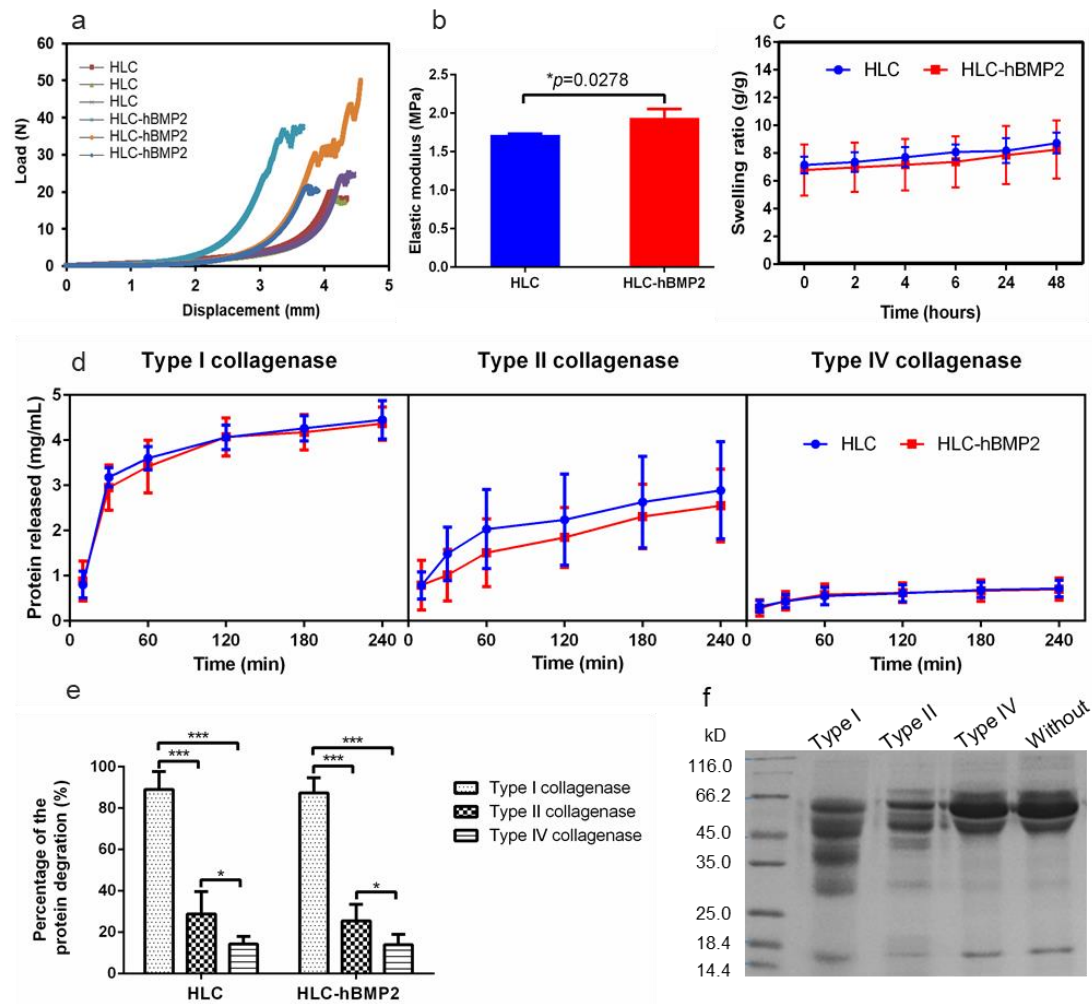 a
60
50
40
30
20
10
0
Load (N)
HLC
HLC
HLC
HLC-hBMP2
HLC-hBMP2
HLC-hBMP2
0 1 2 3 4 5
Displacement (mm)
b
2.5
2.0
1.5
1.0
0.5
0.0
Elastic modulus (MPa)
*p=0.0278
HLC HLC-hBMP2
c
16
14
12
10
8
6
4
2
0
Swelling ratio (g/g)
HLC HLC-hBMP2
0 2 4 6 24 48
Time (hours)
d
Type I collagenase Type II collagenase Type IV collagenase
5
4
3
2
1
0
Protein released (mg/mL)
HLC HLC-hBMP2
0 60 120 180 240 0 60 120 180 240 0 60 120 180 240
Time (min) Time (min) Time (min)
e
100
80
60
40
20
0
Percentage of the
protein degration (%)
*** ***
*** ***
* *
Type I collagenase
Type II collagenase
Type IV collagenase
HLC HLC-hBMP2
f
kD Type I Type II Type IV Without
116.0
66.2
45.0
35.0
25.0
18.4
14.4